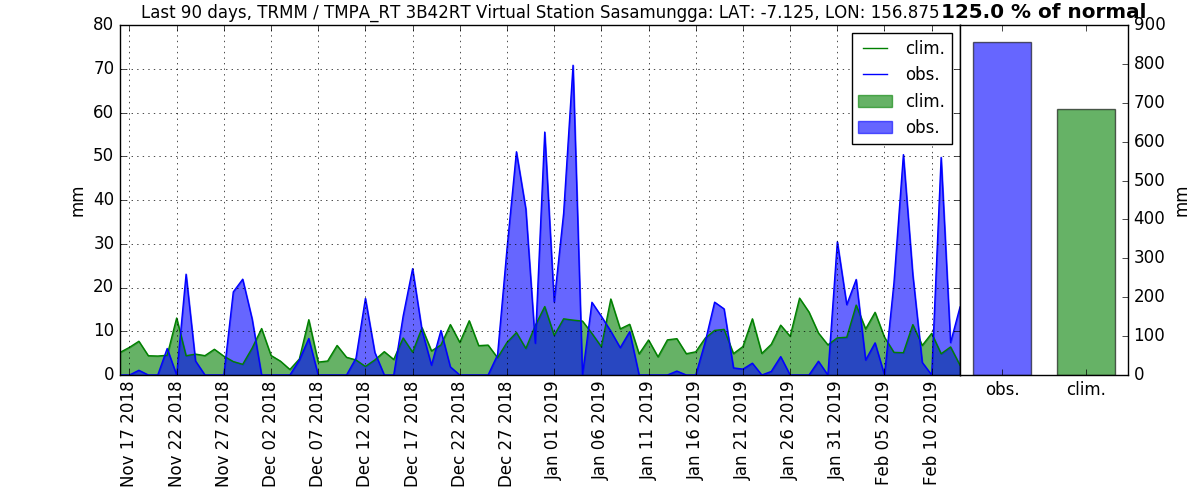 Last 90 days, TRMM / TMPA_RT 3B42RT Virtual Station Sasamungga: LAT: -7.125, LON: 156.875
125.0 % of normal
clim.
obs.
clim.
obs.
mm
80
70
60
50
40
30
20
10
0
900
800
700
600
500
400
300
200
100
0
mm
Nov 17 2018
Nov 22 2018
Nov 27 2018
Dec 02 2018
Dec 07 2018
Dec 12 2018
Dec 17 2018
Dec 22 2018
Dec 27 2018
Jan 01 2019
Jan 06 2019
Jan 11 2019
Jan 16 2019
Jan 21 2019
Jan 26 2019
Jan 31 2019
Feb 05 2019
Feb 10 2019
obs.
clim.